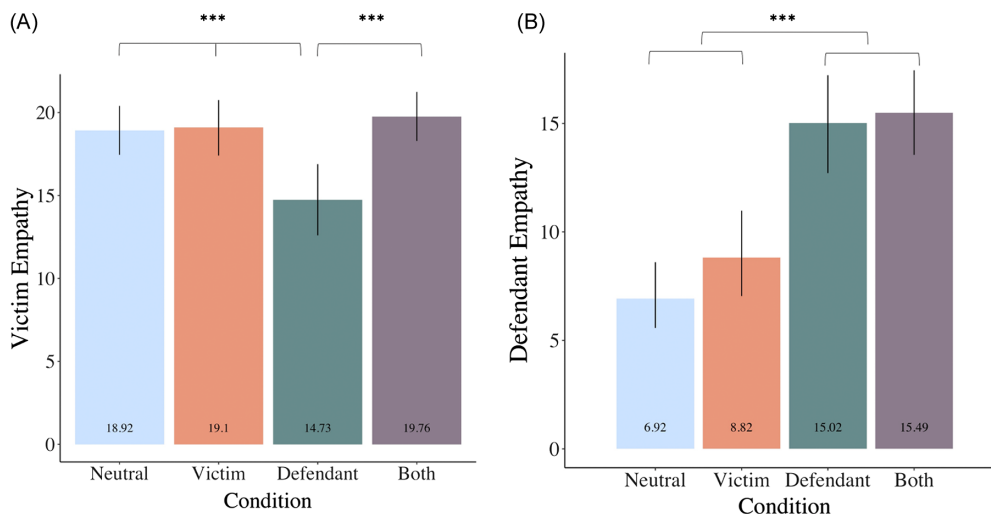 (A)
*** ***
Victim Empathy
20
15
10
5
0
18.92 19.1 14.73 19.76
Neutral Victim Defendant Both
Condition
(B)
***
Defendant Empathy
15
10
5
0
6.92 8.82 15.02 15.49
Neutral Victim Defendant Both
Condition